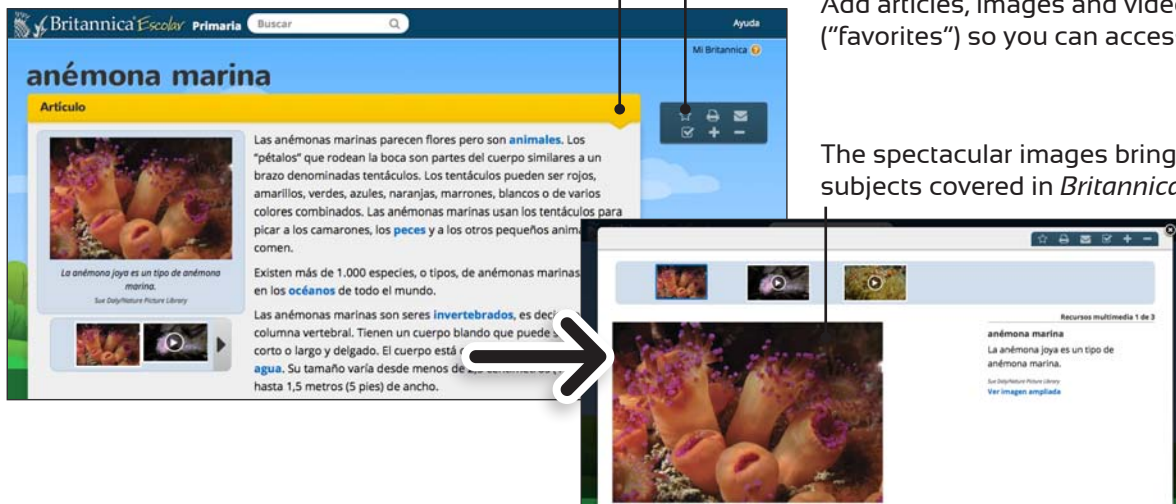 Add articles, images and vide
("favorites") so you can acces
Britannica Escolar Primaria Buscar Ayuda
Mi Britannica ?
anémona marina
Artículo
Las anémonas marinas parecen flores pero son animales. Los
"pétalos" que rodean la boca son partes del cuerpo similares a un
brazo denominadas tentáculos. Los tentáculos pueden ser rojos,
amarillos, verdes, azules, naranjas, marrones, blancos o de varios
colores combinados. Las anémonas marinas usan los tentáculos para
picar a los camarones, los peces y a los otros pequeños anima
comen.
Existen más de 1.000 especies, o tipos, de anémonas marinas
en los océanos de todo el mundo.
Las anémonas marinas son seres invertebrados, es deci
columna vertebral. Tienen un cuerpo blando que puede s
corto o largo y delgado. El cuerpo está
agua. Su tamaño varía desde menos de
hasta 1,5 metros (5 pies) de ancho.
La anémona joya es un tipo de anémona
marina.
Sue Daly/Nature Picture Library
The spectacular images bring
subjects covered in Britannica
Recursos multimedia 1 de 3
anémona marina
La anémona joya es un tipo de
anémona marina.
Sue Daly/Nature Picture Library
Ver imagen ampliada